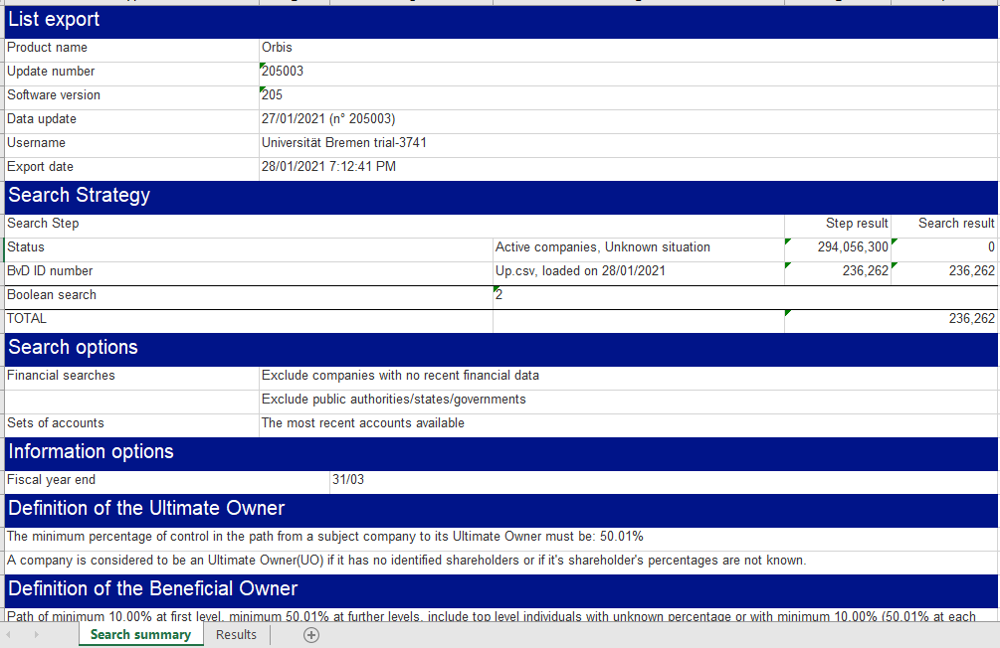 List export
Product name Orbis
Update number 205003
Software version 205
Data update 27/01/2021 (n° 205003)
Username Universität Bremen trial-3741
Export date 28/01/2021 7:12:41 PM
Search Strategy
Search Step Step result Search result
Status Active companies, Unknown situation 294,056,300 0
BvD ID number Up.csv, loaded on 28/01/2021 236,262 236,262
Boolean search 2
TOTAL 236,262
Search options
Financial searches Exclude companies with no recent financial data
Exclude public authorities/states/governments
Sets of accounts The most recent accounts available
Information options
Fiscal year end 31/03
Definition of the Ultimate Owner
The minimum percentage of control in the path from a subject company to its Ultimate Owner must be: 50.01%
A company is considered to be an Ultimate Owner(UO) if it has no identified shareholders or if it's shareholder's percentages are not known.
Definition of the Beneficial Owner
Path of minimum 10.00% at first level, minimum 50.01% at further levels, include top level individuals with unknown percentage or with minimum 10.00% (50.01% at each
Search summary Results